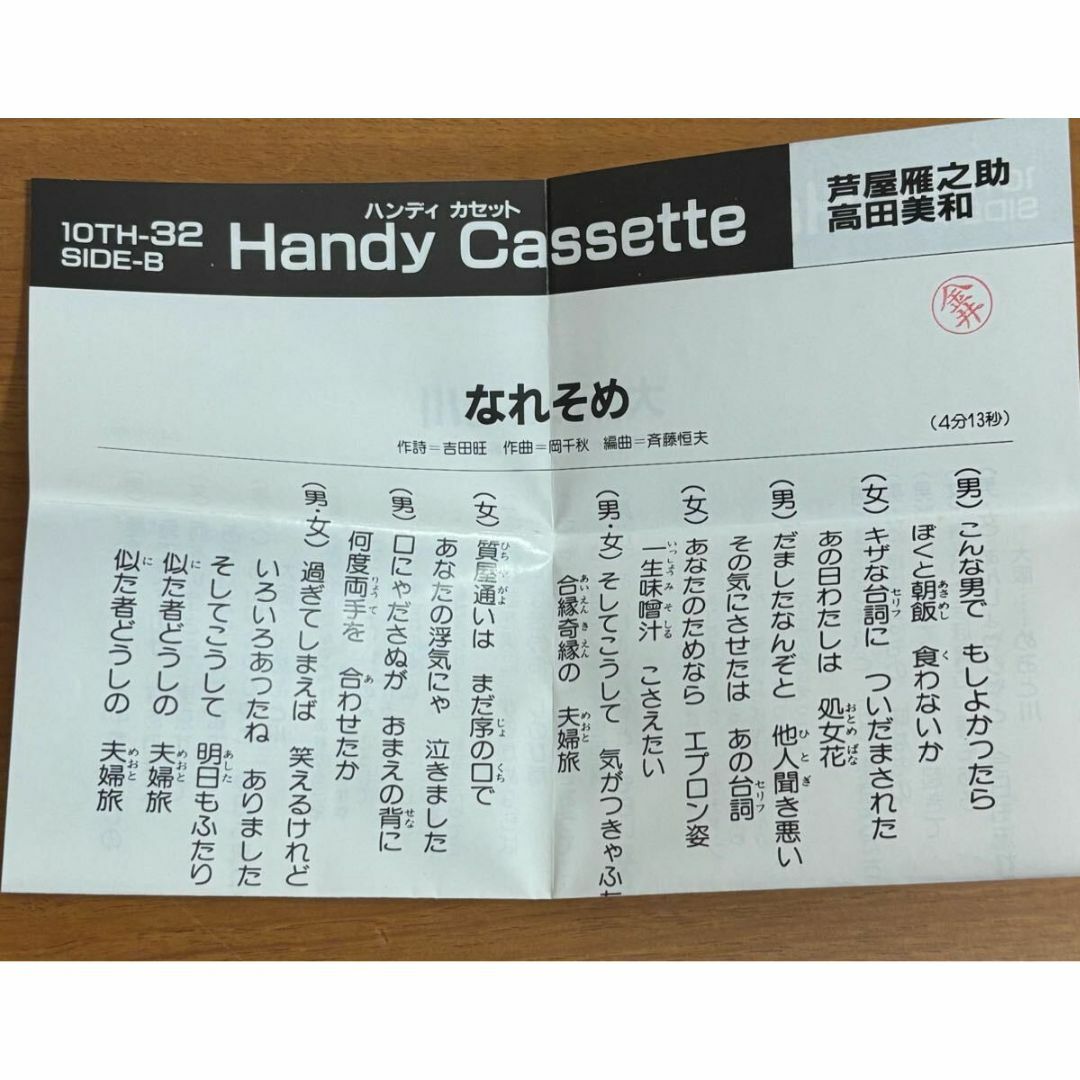 10TH-32
SIDE-B
ハンディ カセット
Handy Cassette
芦屋雁之助
高田美和
金井
なれそめ
作詩=吉田旺 作曲=岡千秋 編曲=斉藤恒夫
(4分13秒)
(男)こんな男で もしよかったら
ぼくと朝飯 食わないか
(女)キザな台詞に ついだまされた
あの日わたしは 処女花
(男)だましたなんぞと 他人聞き悪い
その気にさせたは あの台詞
(女)あなたのためなら エプロン姿
一生味噌汁 こさえたい
(男・女)そしてこうして 気がつきゃふ
合縁奇縁の 夫婦旅
(女)質屋通いは まだ序の口で
あなたの浮気にゃ 泣きました
(男)口にゃださぬが おまえの背に
何度両手を 合わせたか
(男・女)過ぎてしまえば 笑えるけれど
いろいろあったね ありました
そしてこうして 明日もふたり
似た者どうしの 夫婦旅
似た者どうしの 夫婦旅